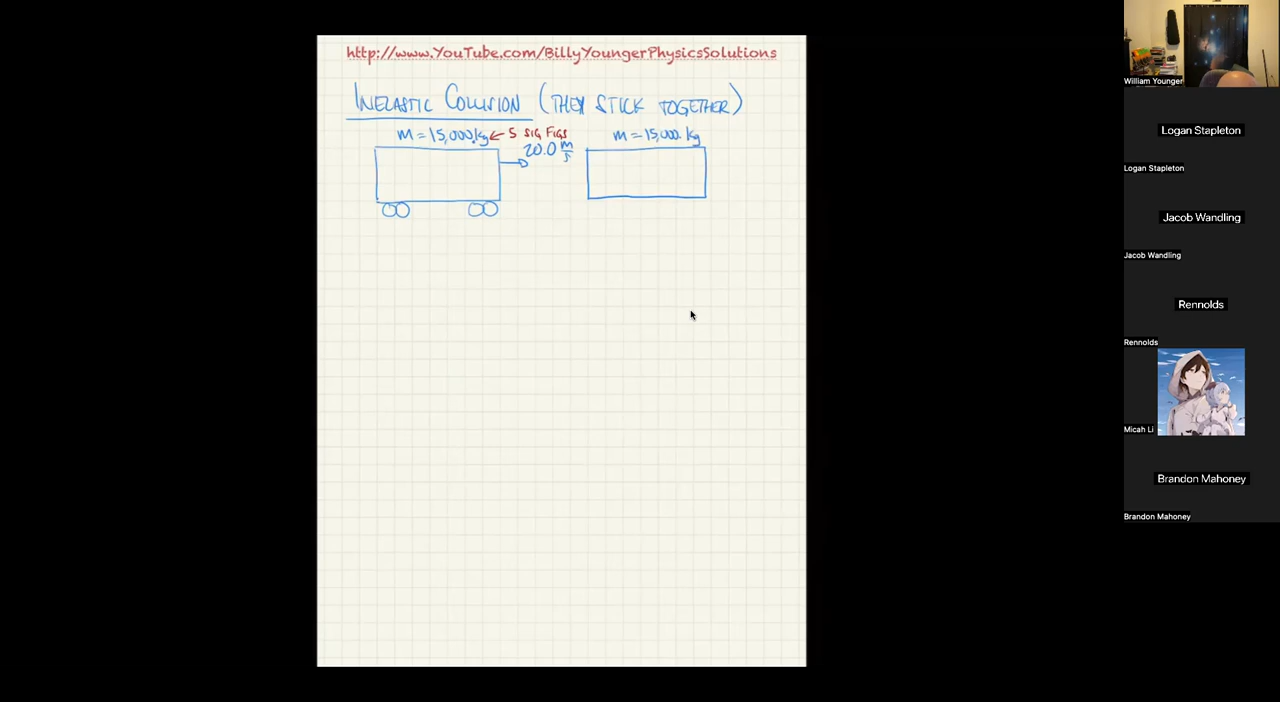 http://www.YouTube.com/BillyYoungerPhysicsSolutions
INELASTIC COLLISION (THEY STICK TOGETHER)
m = 15,000. kg ← 5 SIG FIGS
m = 15,000. kg
20.0 m/s
William Younger
Logan Stapleton
Logan Stapleton
Jacob Wandling
Jacob Wandling
Rennolds
Rennolds
Micah Li
Brandon Mahoney
Brandon Mahoney